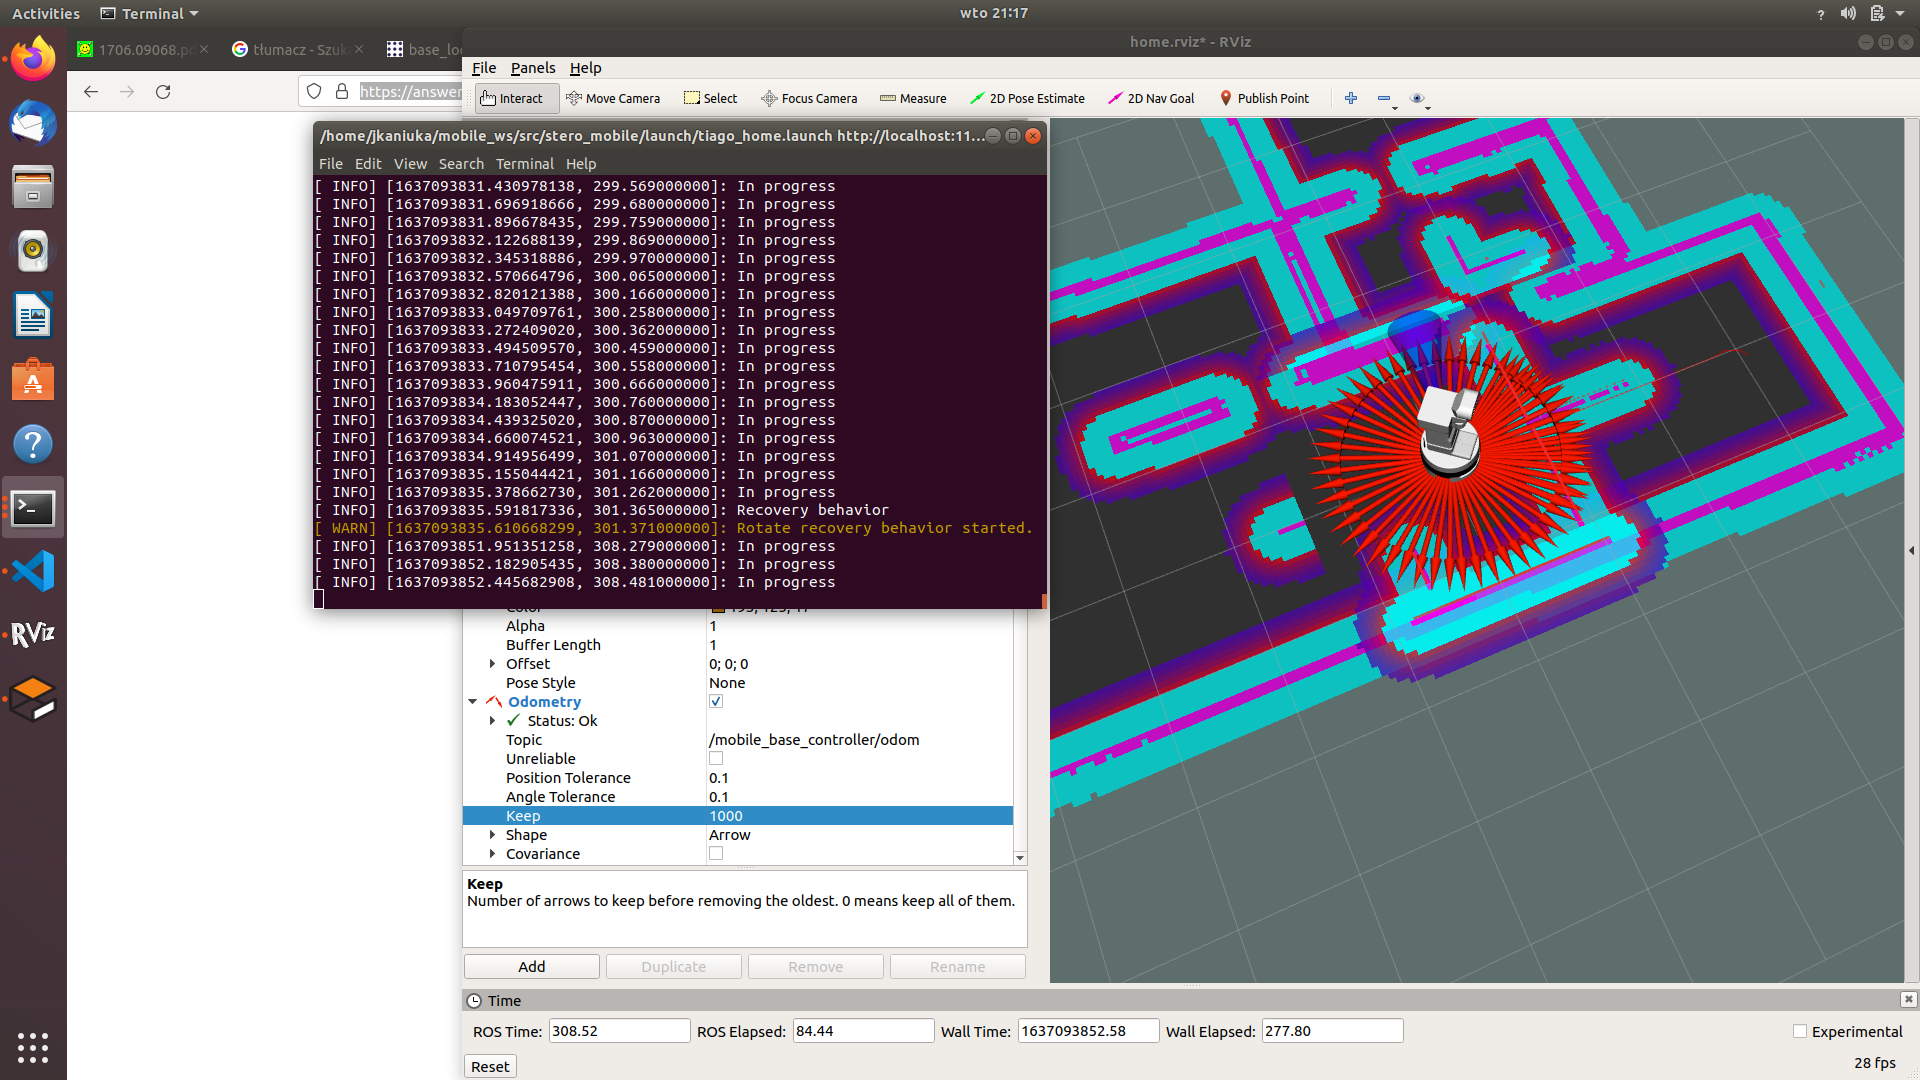 Activities
Terminal
wto 21:17
1706.09068.pd
tłumacz - Szuk
base_lo
https://answer
home.rviz* - RViz
File Panels Help
Interact Move Camera Select Focus Camera Measure 2D Pose Estimate 2D Nav Goal Publish Point
/home/jkaniuka/mobile_ws/src/stero_mobile/launch/tiago_home.launch http://localhost:11...
File Edit View Search Terminal Help
[ INFO] [1637093831.430978138, 299.569000000]: In progress
[ INFO] [1637093831.696918666, 299.680000000]: In progress
[ INFO] [1637093831.896678435, 299.759000000]: In progress
[ INFO] [1637093832.122688139, 299.869000000]: In progress
[ INFO] [1637093832.345318886, 299.970000000]: In progress
[ INFO] [1637093832.570664796, 300.065000000]: In progress
[ INFO] [1637093832.820121388, 300.166000000]: In progress
[ INFO] [1637093833.049709761, 300.258000000]: In progress
[ INFO] [1637093833.272409020, 300.362000000]: In progress
[ INFO] [1637093833.494509570, 300.459000000]: In progress
[ INFO] [1637093833.710795454, 300.558000000]: In progress
[ INFO] [1637093833.960475911, 300.666000000]: In progress
[ INFO] [1637093834.183052447, 300.760000000]: In progress
[ INFO] [1637093834.439325020, 300.870000000]: In progress
[ INFO] [1637093834.660074521, 300.963000000]: In progress
[ INFO] [1637093834.914956499, 301.070000000]: In progress
[ INFO] [1637093835.155044421, 301.166000000]: In progress
[ INFO] [1637093835.378662730, 301.262000000]: In progress
[ INFO] [1637093835.591817336, 301.365000000]: Recovery behavior
[ WARN] [1637093835.610668299, 301.371000000]: Rotate recovery behavior started.
[ INFO] [1637093851.951351258, 308.279000000]: In progress
[ INFO] [1637093852.182905435, 308.380000000]: In progress
[ INFO] [1637093852.445682908, 308.481000000]: In progress
Alpha 1
Buffer Length 1
Offset 0; 0; 0
Pose Style None
Odometry
Status: Ok
Topic /mobile_base_controller/odom
Unreliable
Position Tolerance 0.1
Angle Tolerance 0.1
Keep 1000
Shape Arrow
Covariance
Keep
Number of arrows to keep before removing the oldest. 0 means keep all of them.
Add Duplicate Remove Rename
Time
ROS Time: 308.52 ROS Elapsed: 84.44 Wall Time: 1637093852.58 Wall Elapsed: 277.80 Experimental
Reset
28 fps
RViz